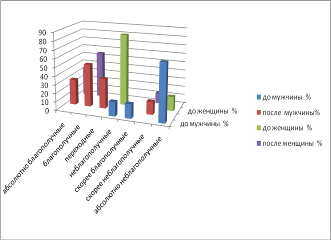 90
80
70
60
50
40
30
20
10
0
абсолютно благополучные
благополучные
переходные
неблагополучные
скорее благополучные
скорее неблагополучные
абсолютно неблагополучные
до женщины %
до мужчины %
до мужчины %
после мужчины%
до женщины %
после женщины %